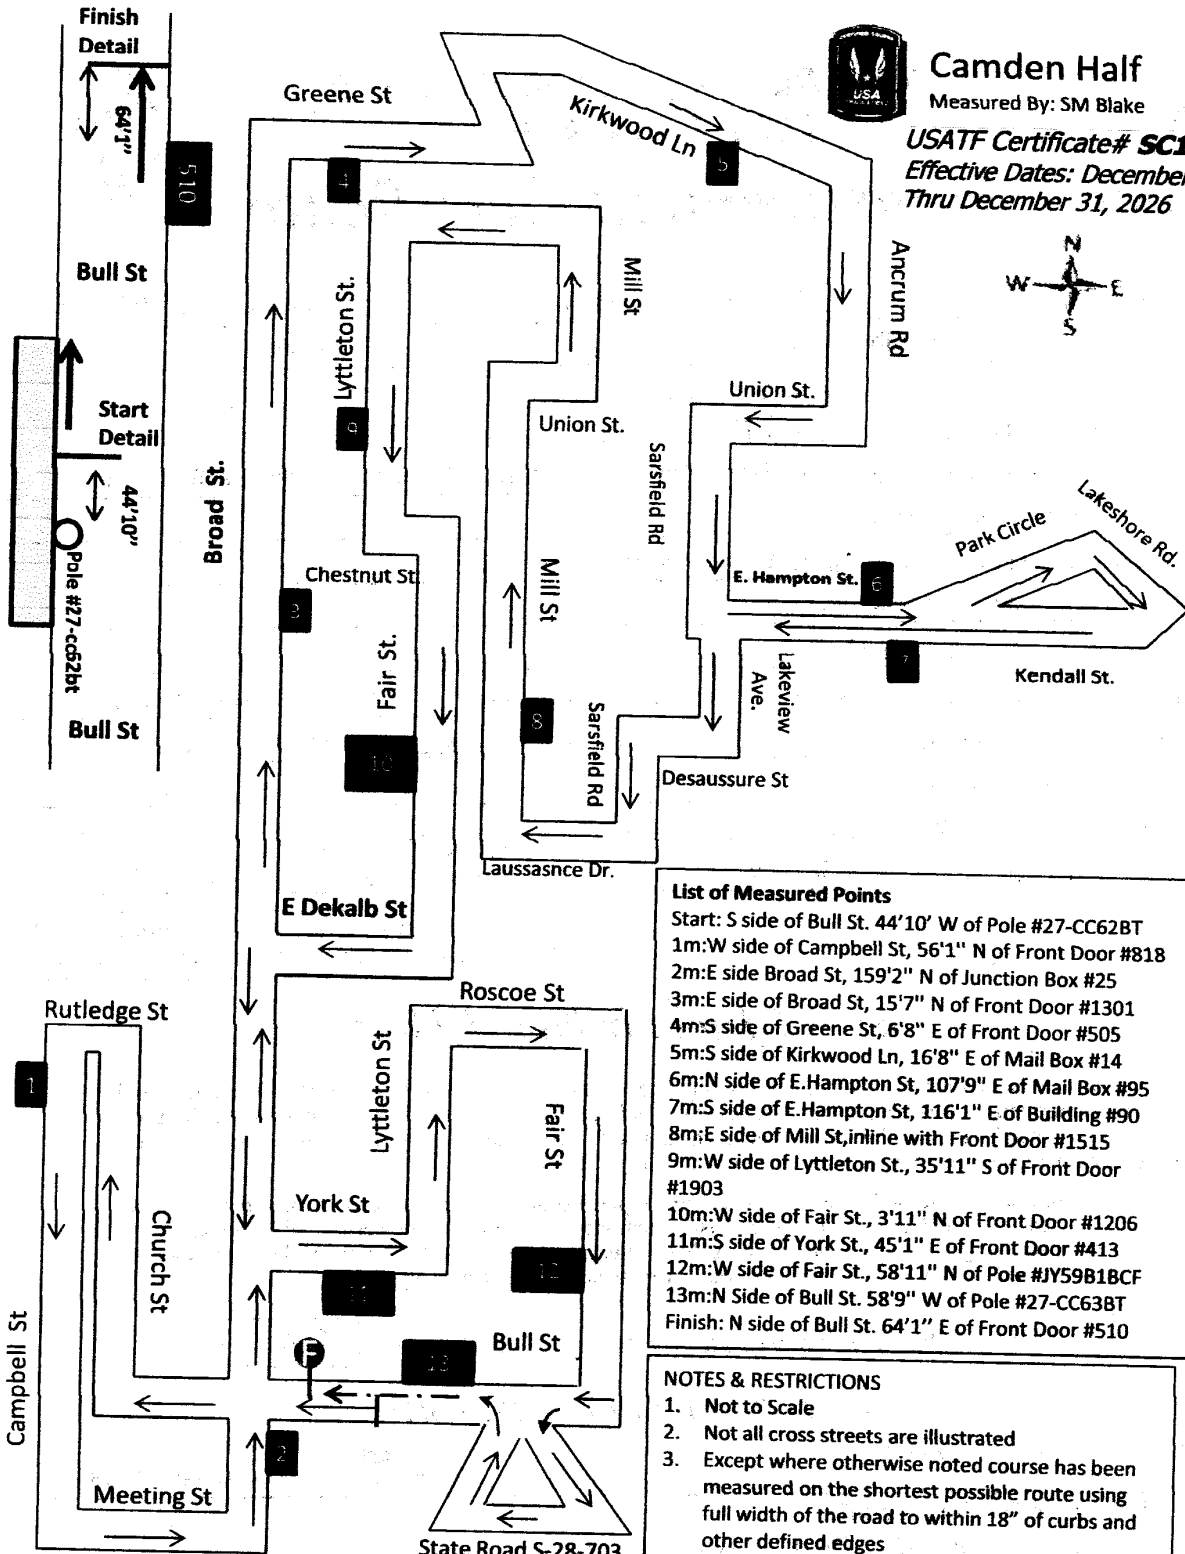 Finish
Detail
64'1"
510
Bull St
Start
Detail
44'10"
Pole #27-cc62bt
Bull St
Greene St
Kirkwood Ln
USA
Camden Half
Measured By: SM Blake
USATF Certificate# SC1
Effective Dates: December
Thru December 31, 2026
N
W E
S
4
5
Broad St.
Lyttleton St.
Mill St
Ancrum Rd
Union St.
Union St.
9
Sarsfield Rd
Chestnut St.
3
Fair St.
Mill St
E. Hampton St.
6
Park Circle
Lakeshore Rd.
7
Kendall St.
Lakeview
Ave.
10
8
Sarsfield Rd
Desaussure St
Laussasnce Dr.
E Dekalb St
Rutledge St
1
Roscoe St
Lyttleton St
Fair St
York St
Church St
Campbell St
11
12
F
13
Bull St
2
Meeting St
State Road S-28-703
List of Measured Points
Start: S side of Bull St. 44'10' W of Pole #27-CC62BT
1m:W side of Campbell St, 56'1" N of Front Door #818
2m:E side Broad St, 159'2" N of Junction Box #25
3m:E side of Broad St, 15'7" N of Front Door #1301
4m:S side of Greene St, 6'8" E of Front Door #505
5m:S side of Kirkwood Ln, 16'8" E of Mail Box #14
6m:N side of E.Hampton St, 107'9" E of Mail Box #95
7m:S side of E.Hampton St, 116'1" E of Building #90
8m;E side of Mill St,inline with Front Door #1515
9m:W side of Lyttleton St., 35'11" S of Front Door
#1903
10m:W side of Fair St., 3'11" N of Front Door #1206
11m:S side of York St., 45'1" E of Front Door #413
12m:W side of Fair St., 58'11" N of Pole #JY59B1BCF
13m:N Side of Bull St. 58'9" W of Pole #27-CC63BT
Finish: N side of Bull St. 64'1" E of Front Door #510
NOTES & RESTRICTIONS
1. Not to Scale
2. Not all cross streets are illustrated
3. Except where otherwise noted course has been
measured on the shortest possible route using
full width of the road to within 18" of curbs and
other defined edges